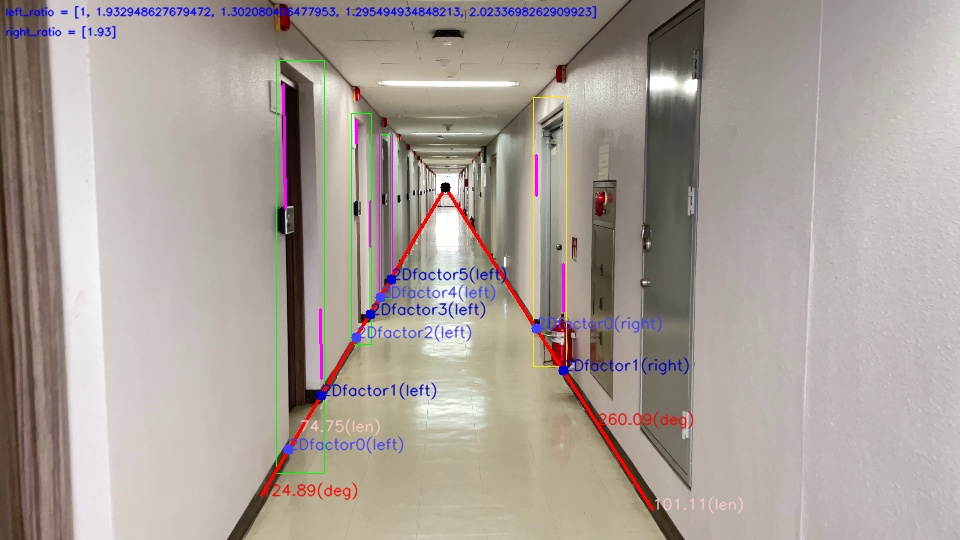 left_ratio = [1, 1.932948627679472, 1.302080416477953, 1.295494934848213, 2.0233698262909923]
right_ratio = [1.93]
2Dfactor5(left)
2Dfactor4(left)
2Dfactor3(left)
2Dfactor0(right)
2Dfactor2(left)
2Dfactor1(right)
2Dfactor1(left)
260.09(deg)
74.75(len)
2Dfactor0(left)
24.89(deg)
101.11(len)